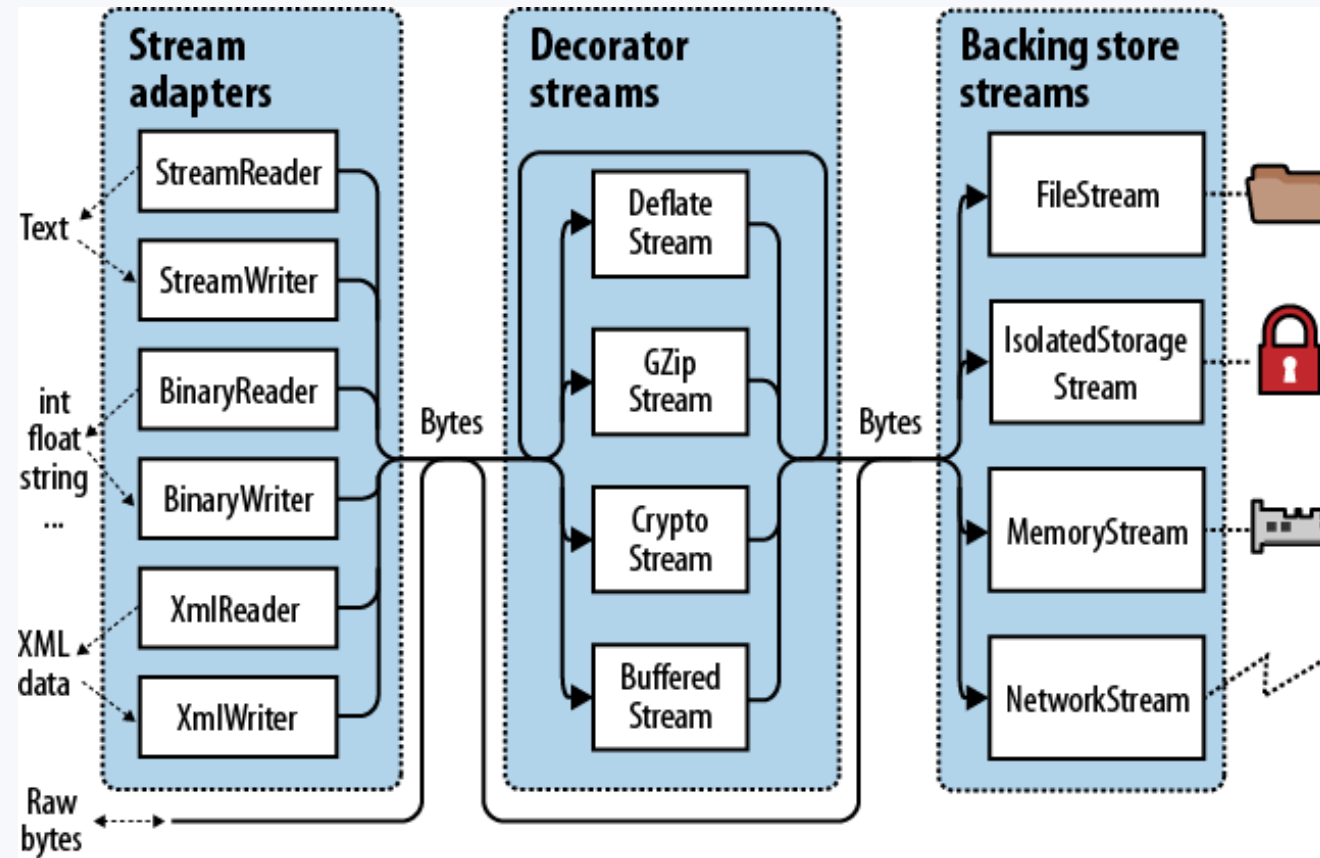 Stream
adapters
StreamReader
Text
StreamWriter
BinaryReader
int
float
string
...
BinaryWriter
XmlReader
XML
data
XmlWriter
Raw
bytes
Bytes
Decorator
streams
Deflate
Stream
GZip
Stream
Crypto
Stream
Buffered
Stream
Bytes
Backing store
streams
FileStream
IsolatedStorage
Stream
MemoryStream
NetworkStream